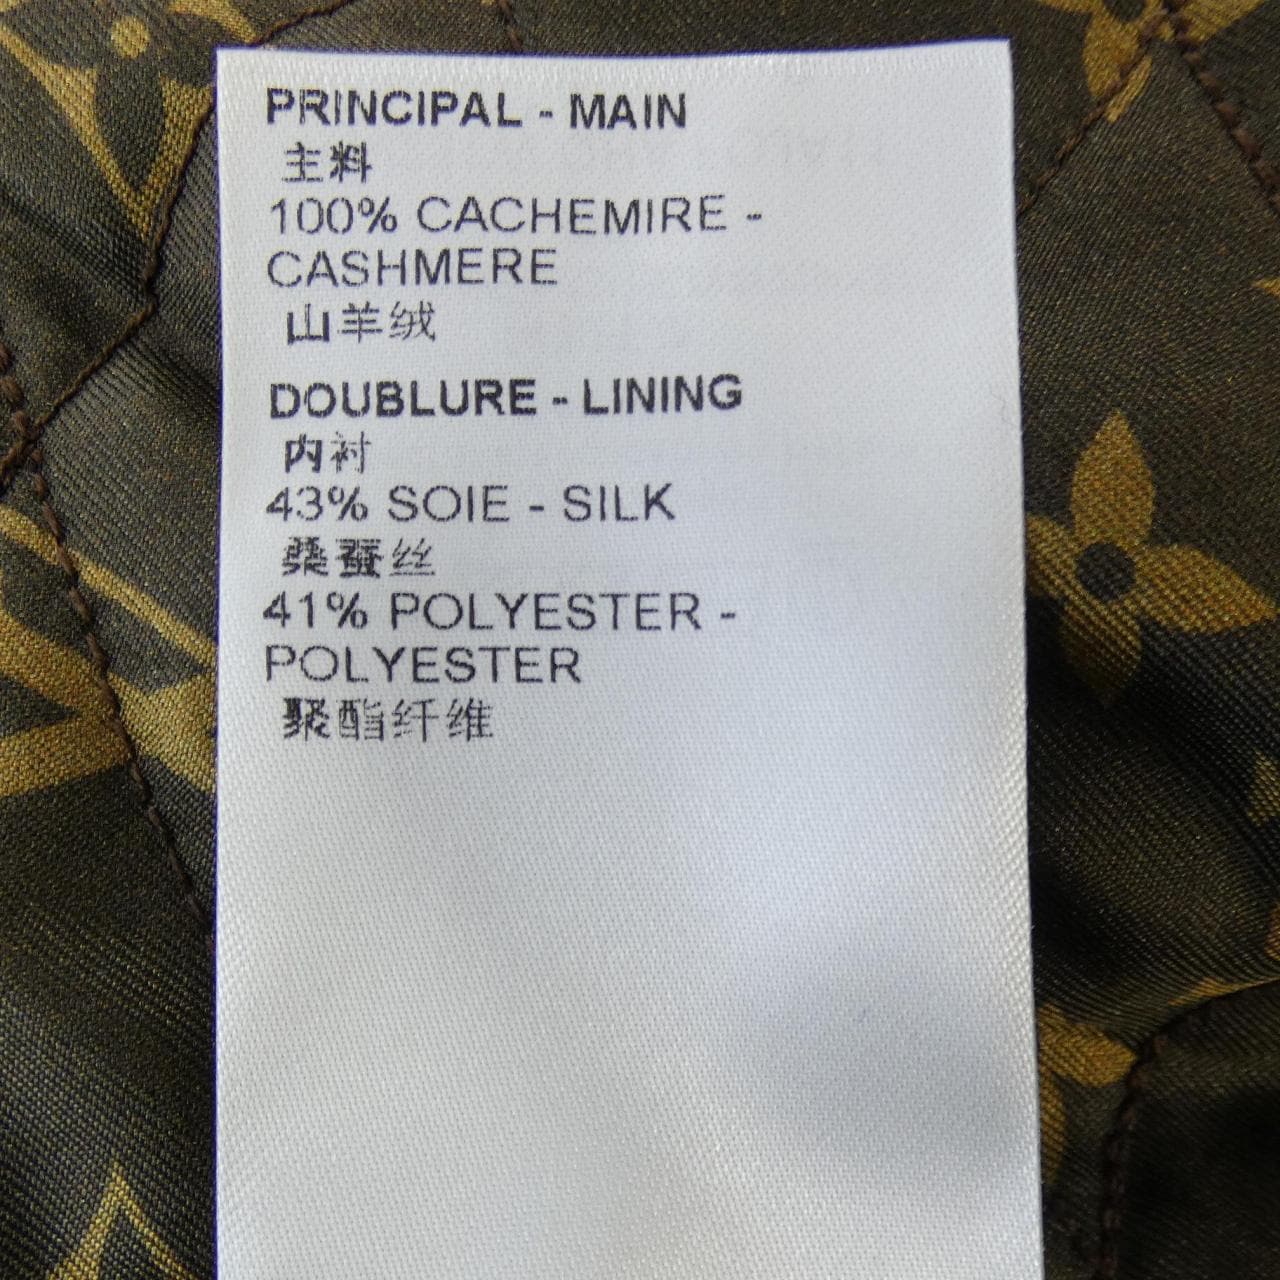 PRINCIPAL - MAIN
主料
100% CACHEMIRE -
CASHMERE
山羊绒
DOUBLURE - LINING
内衬
43% SOIE - SILK
桑蚕丝
41% POLYESTER -
POLYESTER
聚酯纤维